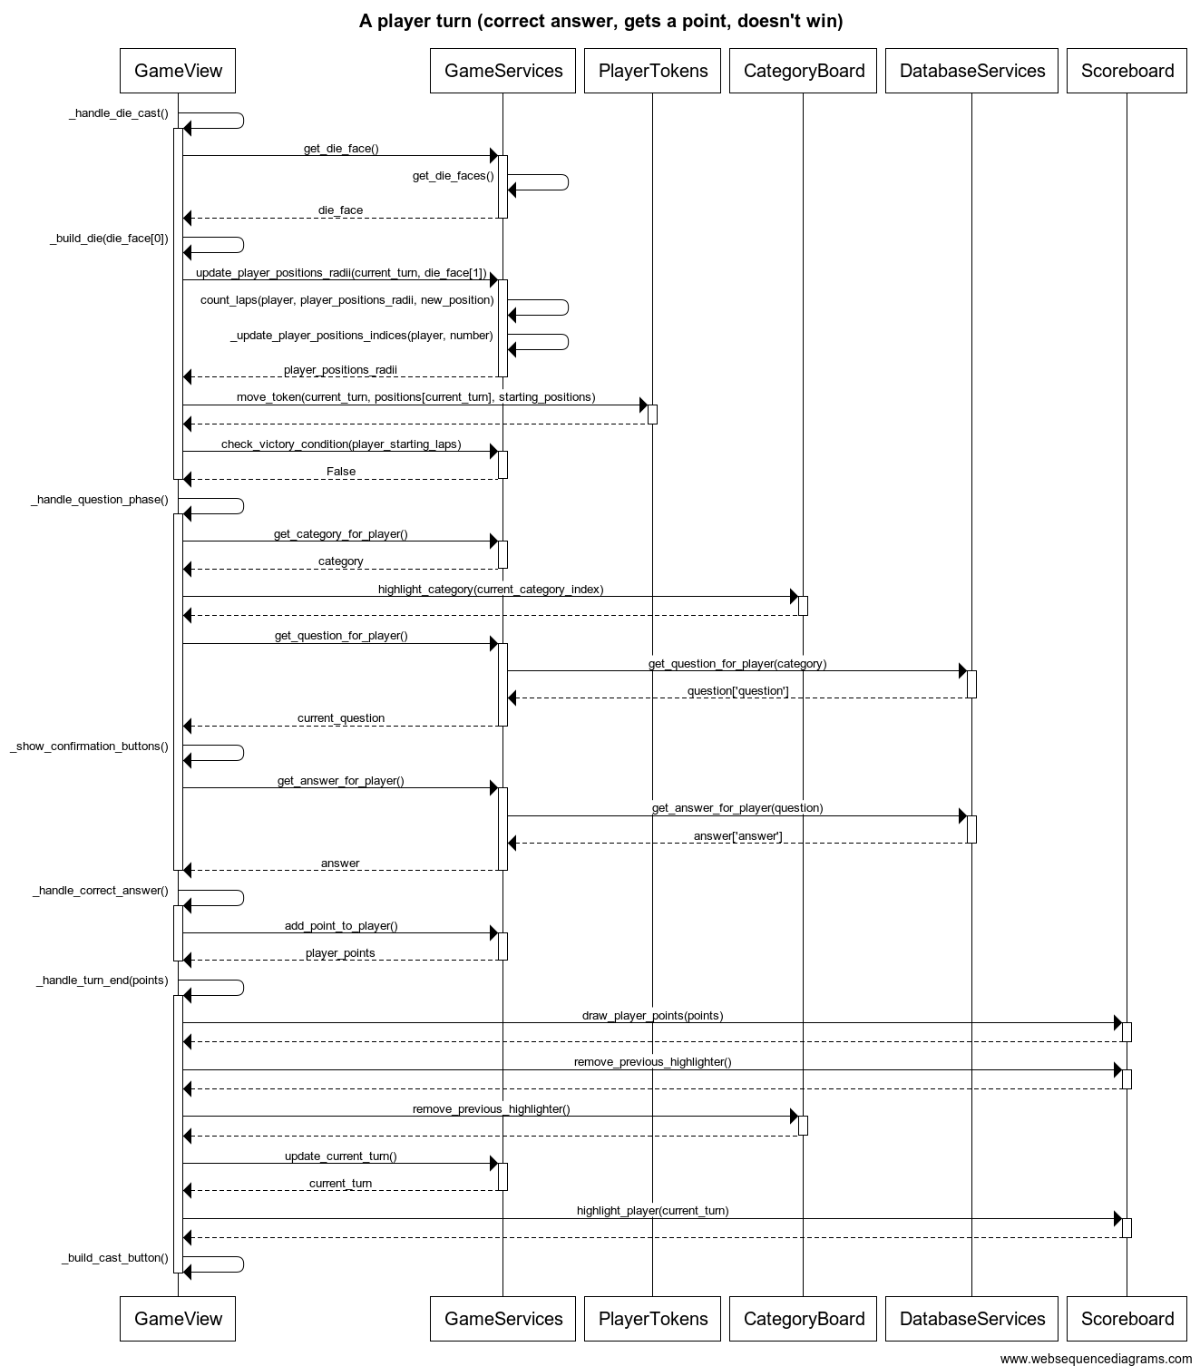 A player turn (correct answer, gets a point, doesn't win)
GameView
GameServices
PlayerTokens
CategoryBoard
DatabaseServices
Scoreboard
_handle_die_cast()
get_die_face()
get_die_faces()
die_face
_build_die(die_face[0])
update_player_positions_radii(current_turn, die_face[1])
count_laps(player, player_positions_radii, new_position)
_update_player_positions_indices(player, number)
player_positions_radii
move_token(current_turn, positions[current_turn], starting_positions)
check_victory_condition(player_starting_laps)
False
_handle_question_phase()
get_category_for_player()
category
highlight_category(current_category_index)
get_question_for_player()
get_question_for_player(category)
question['question']
current_question
_show_confirmation_buttons()
get_answer_for_player()
get_answer_for_player(question)
answer['answer']
answer
_handle_correct_answer()
add_point_to_player()
player_points
_handle_turn_end(points)
draw_player_points(points)
remove_previous_highlighter()
remove_previous_highlighter()
update_current_turn()
current_turn
highlight_player(current_turn)
_build_cast_button()
GameView
GameServices
PlayerTokens
CategoryBoard
DatabaseServices
Scoreboard
www.websequencediagrams.com